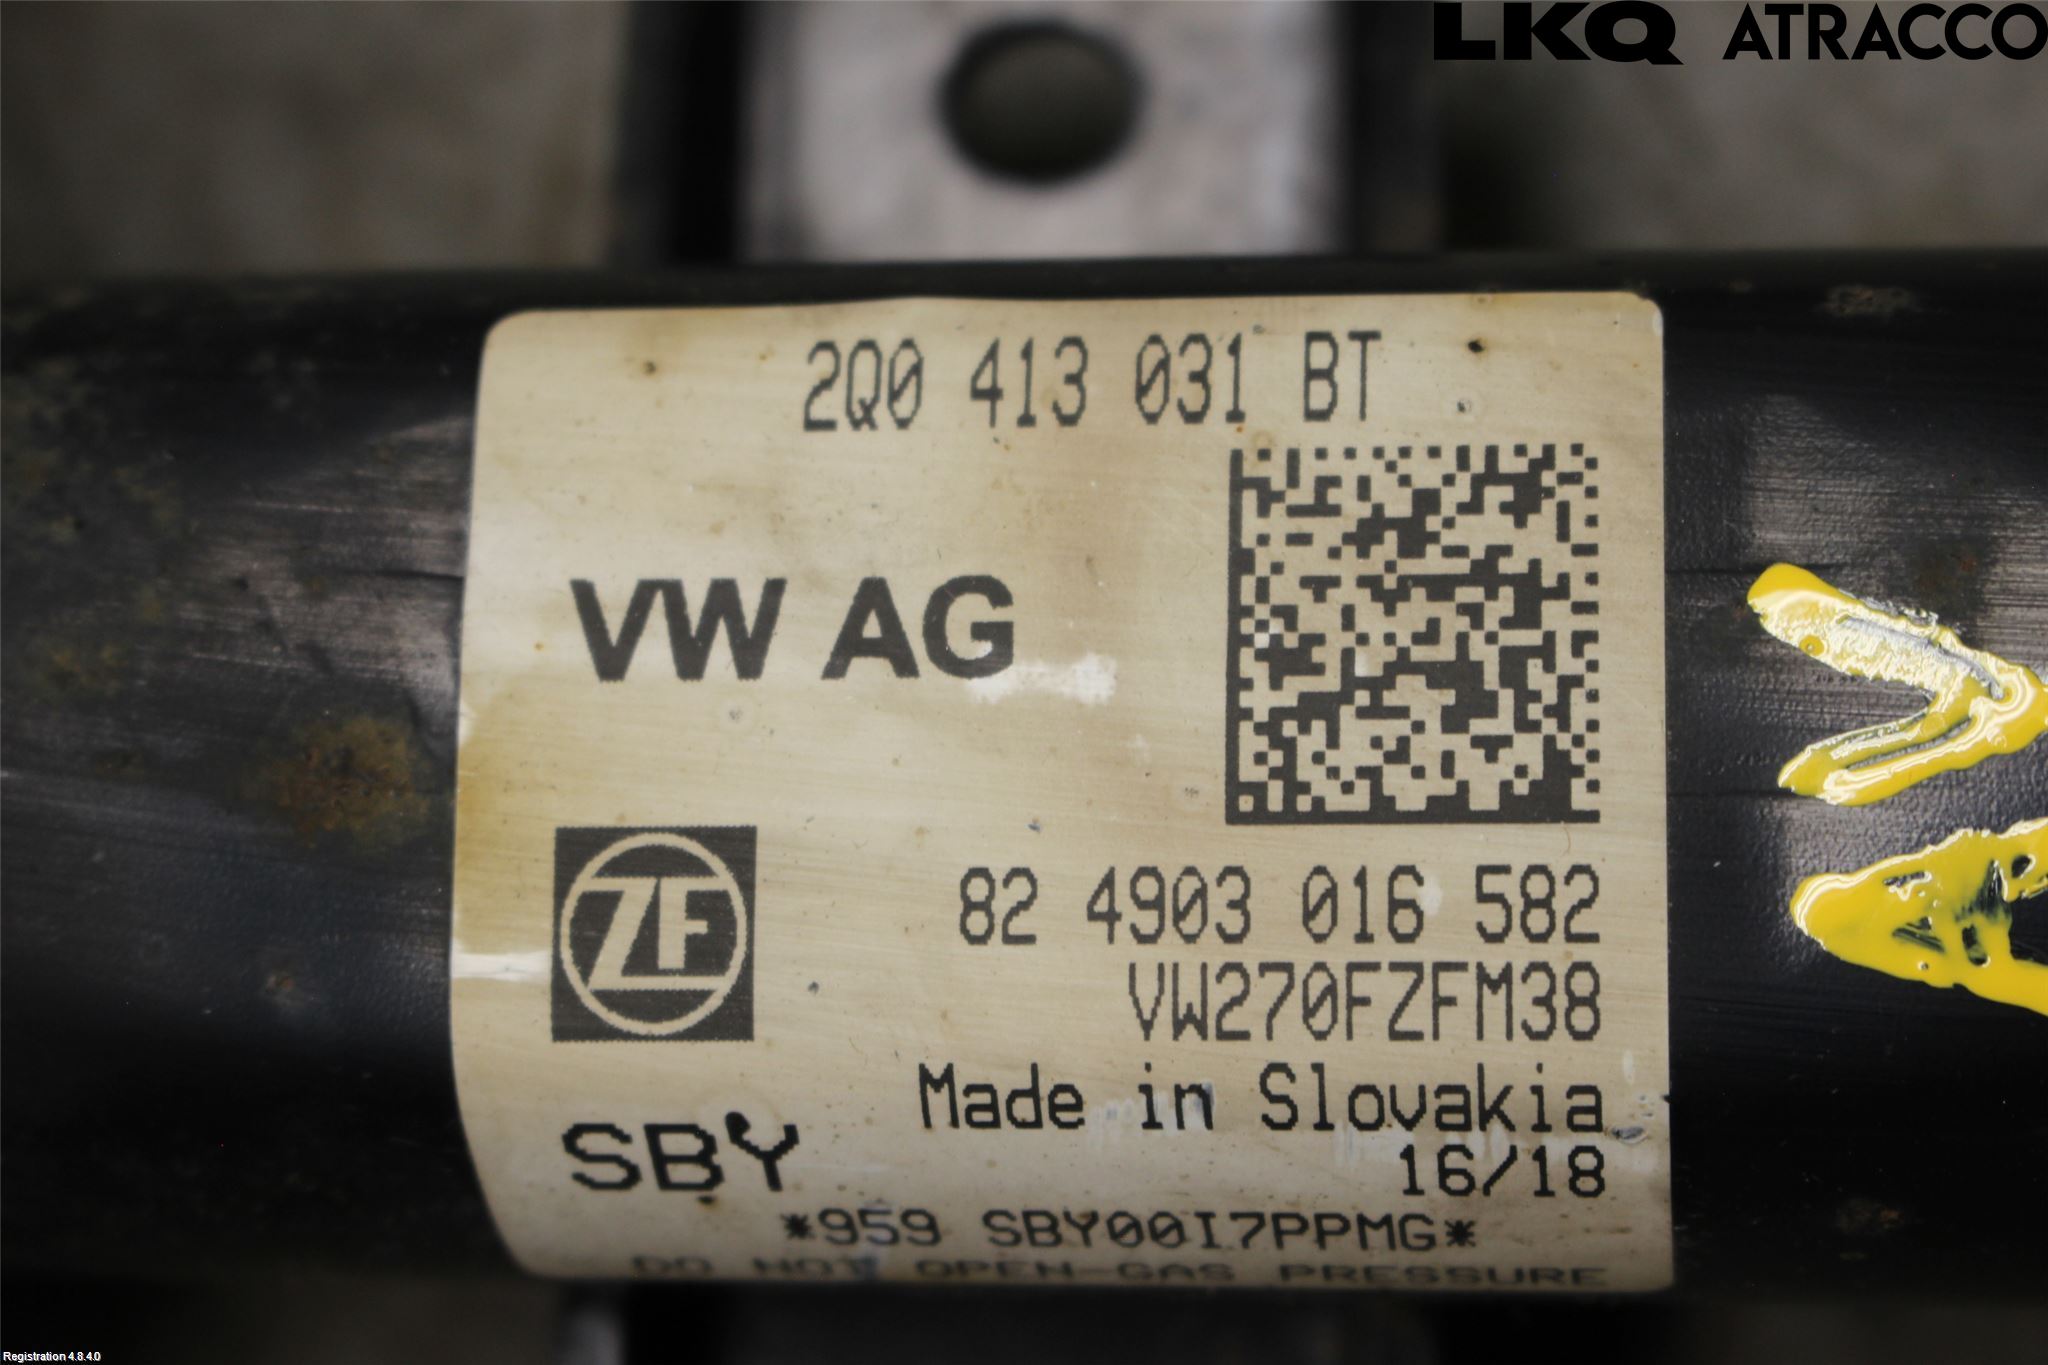 LKQ ATRACCO
2Q0 413 031 BT
VW AG
ZF
82 4903 016 582
VW270FZFM38
Made in Slovakia
SBY
16/18
*959 SBY00I7PPMG*
DO NOT OPEN-GAS PRESSURE
Registration 4.8.4.0